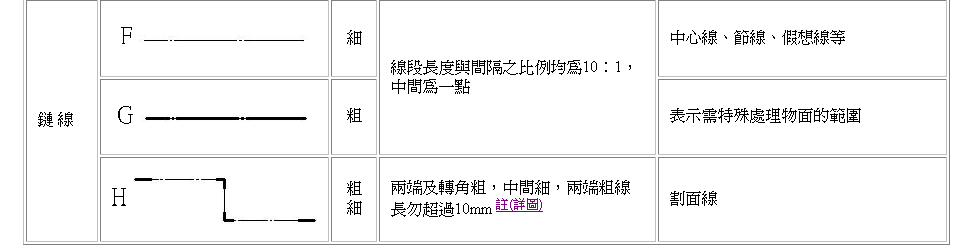 鏈線
F
細
線段長度與間隔之比例均為10：1，
中間為一點
中心線、節線、假想線等
G
粗
表示需特殊處理物面的範圍
H
粗
細
兩端及轉角粗，中間細，兩端粗線
長勿超過10mm 註(詳圖)
割面線